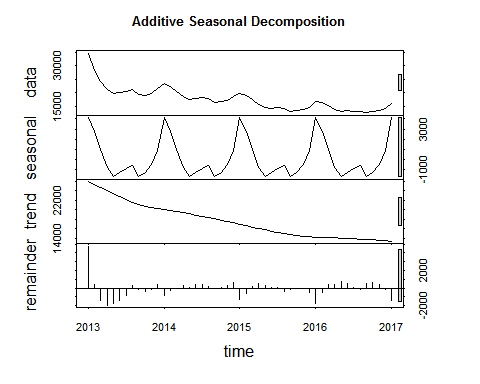 Additive Seasonal Decomposition
data
15000 30000
seasonal
-1000 3000
trend
14000 22000
remainder
-2000 2000
2013 2014 2015 2016 2017
time